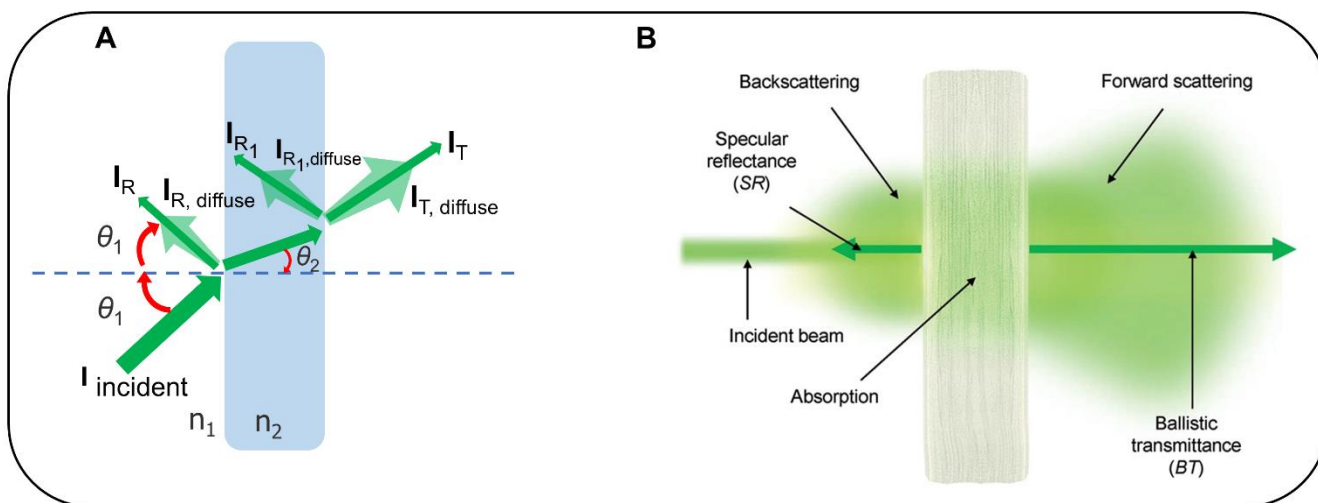 A
I_R
I_R, diffuse
I_R₁
I_R₁,diffuse
I_T
I_T, diffuse
θ₁
θ₁
θ₂
I incident
n₁
n₂
B
Backscattering
Forward scattering
Specular
reflectance
(SR)
Incident beam
Absorption
Ballistic
transmittance
(BT)